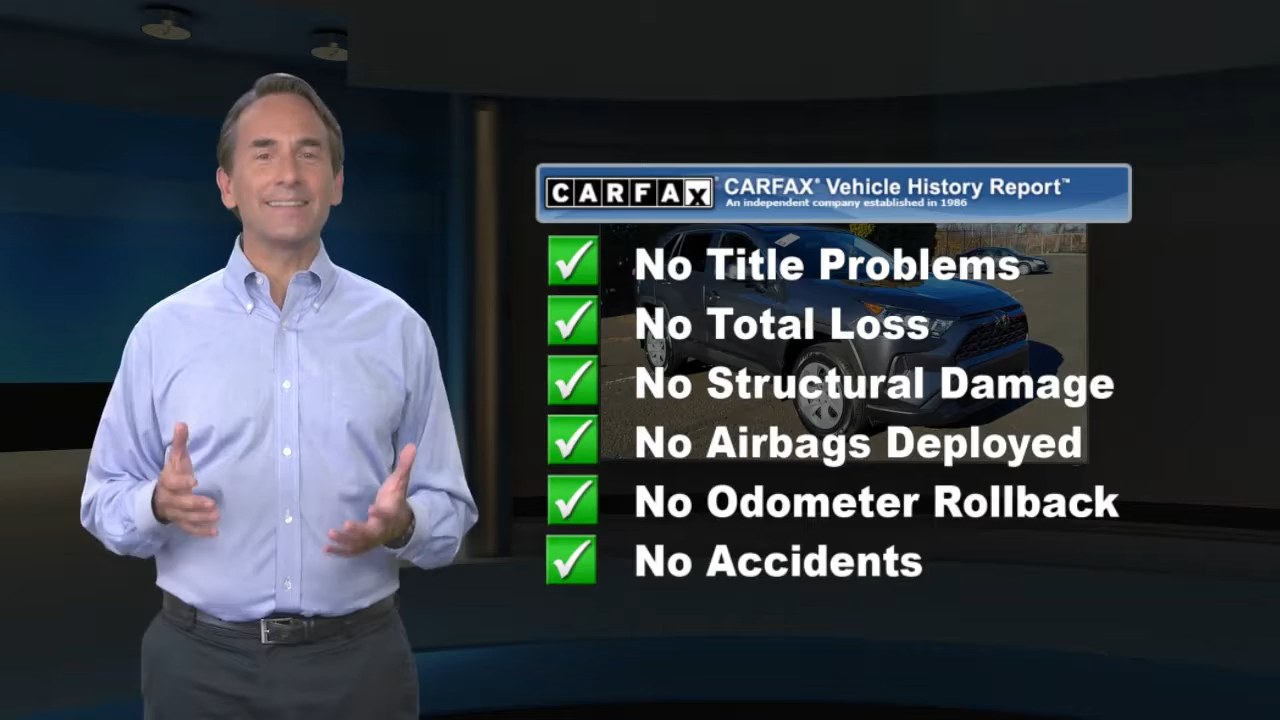 CARFAX® CARFAX® Vehicle History Report™
An independent company established in 1986
No Title Problems
No Total Loss
No Structural Damage
No Airbags Deployed
No Odometer Rollback
No Accidents